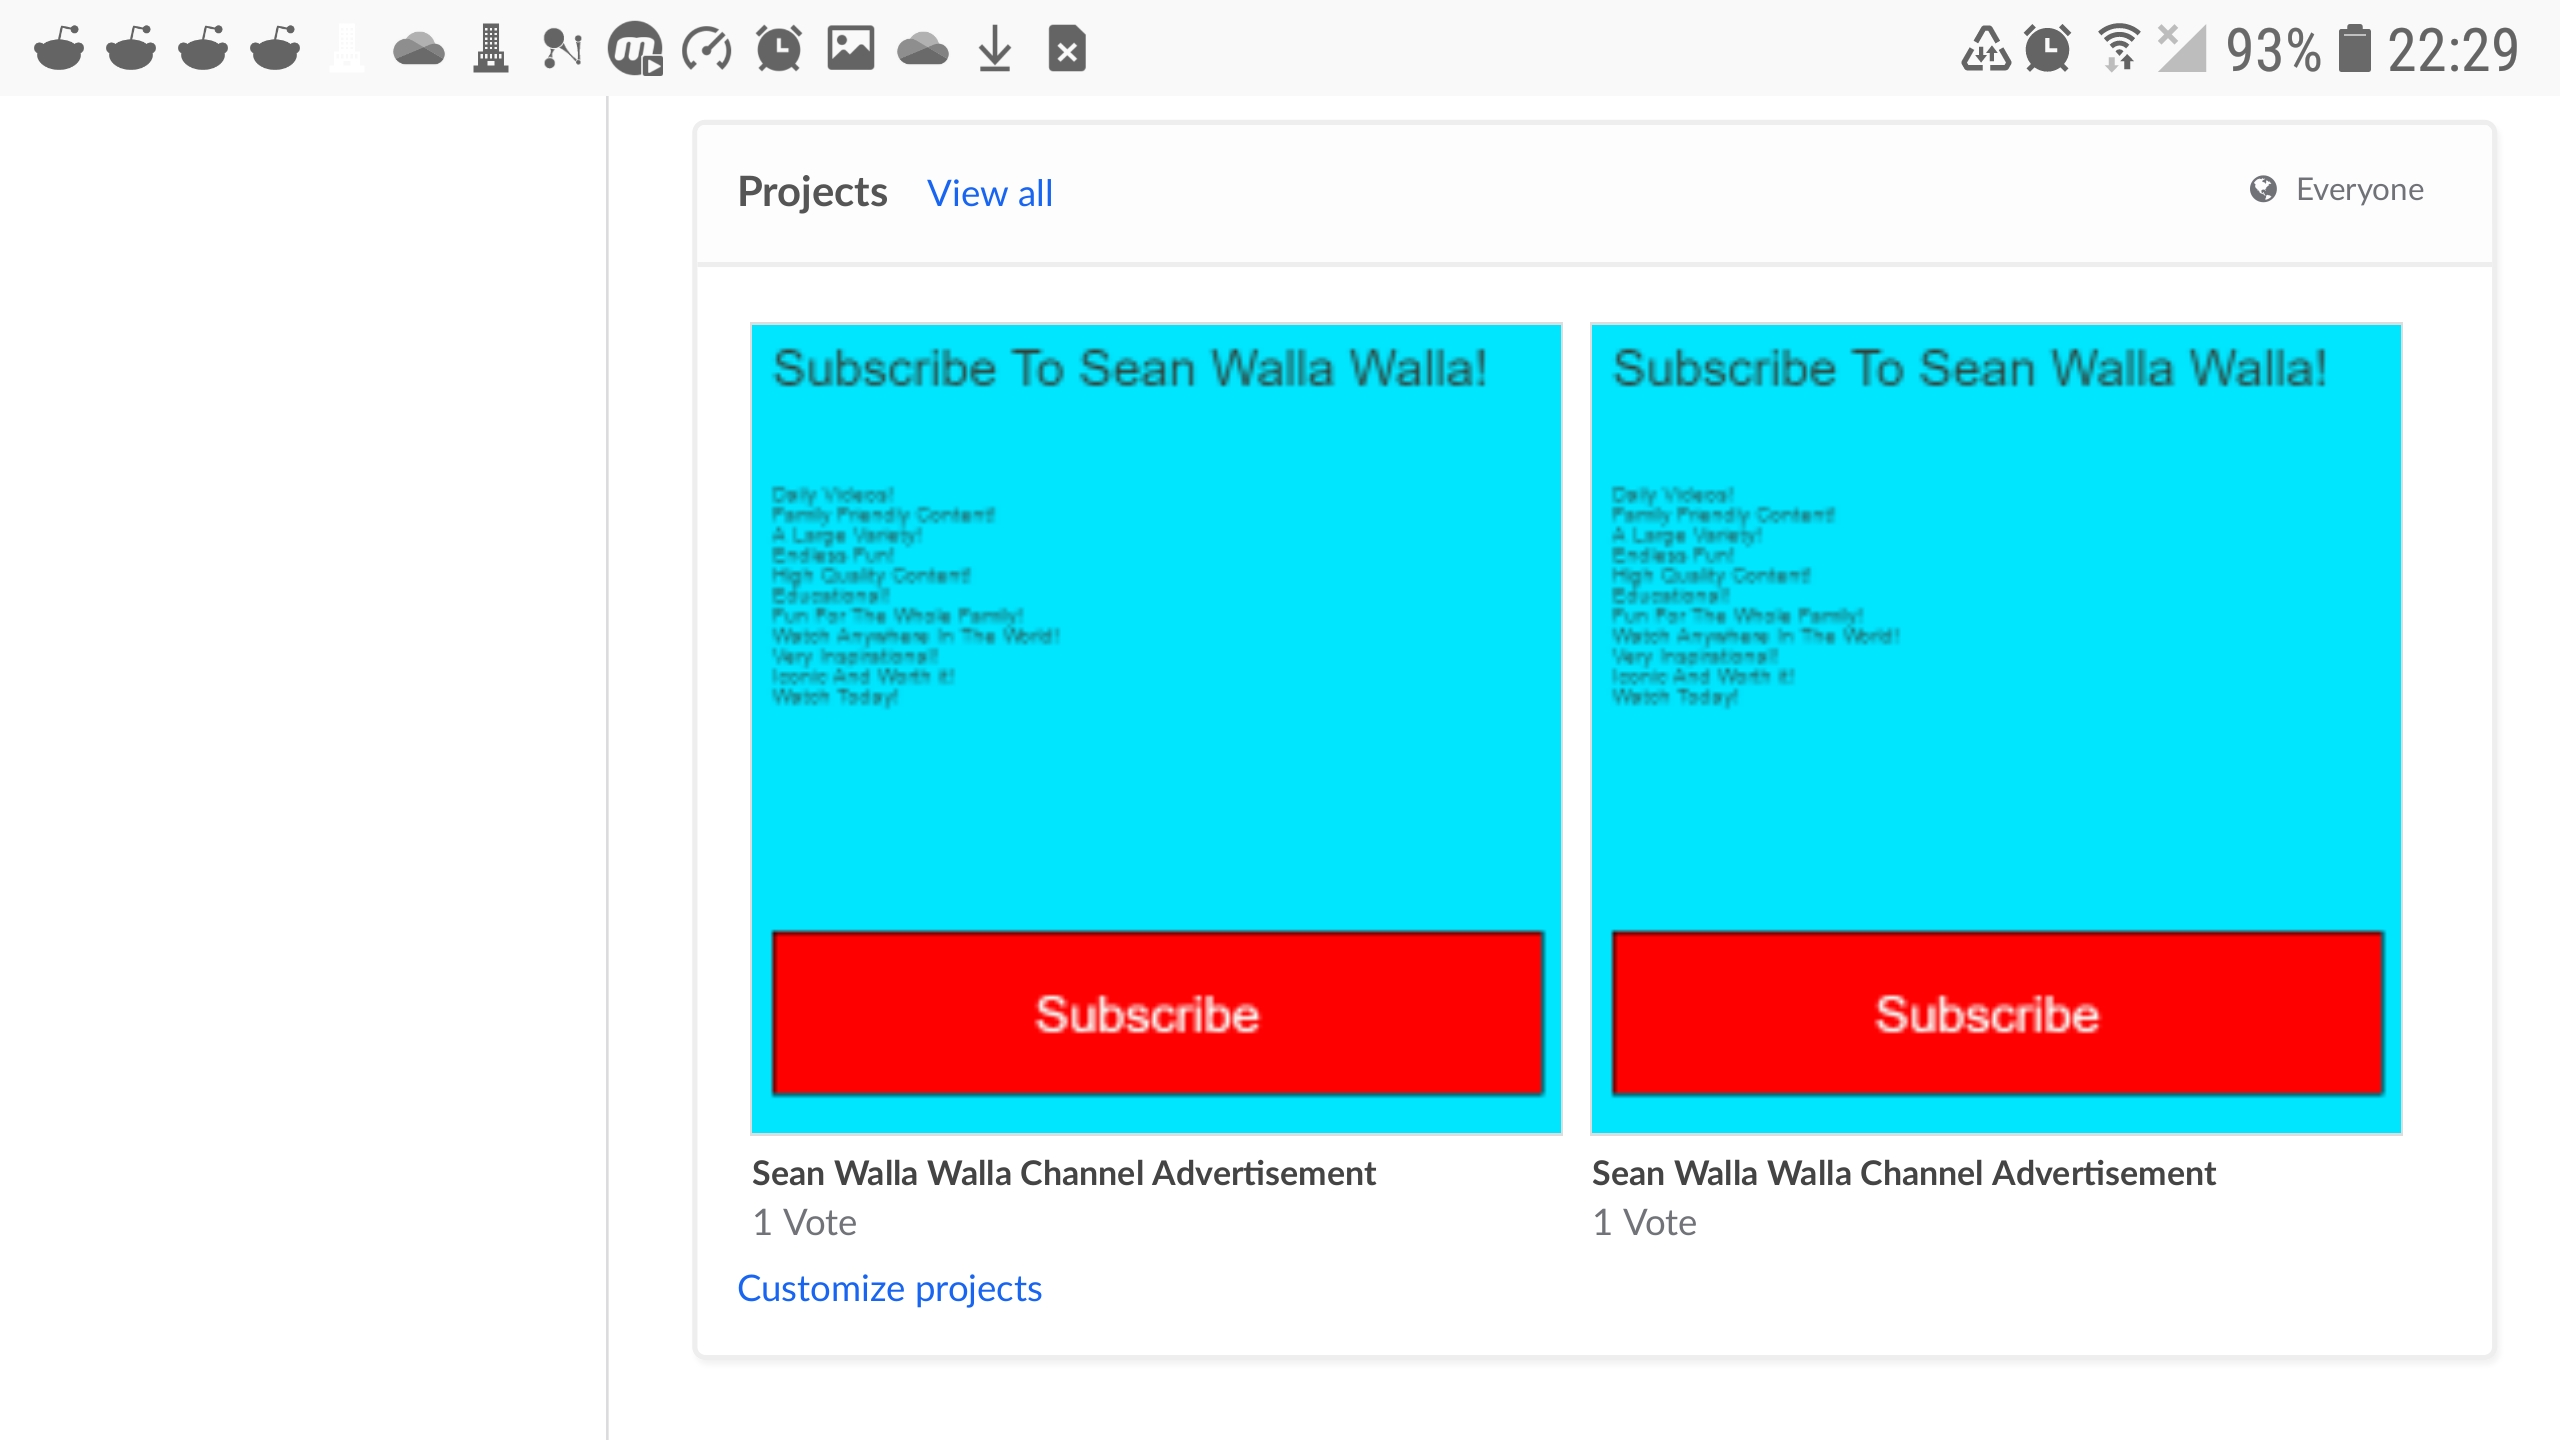 93% 22:29
Projects View all Everyone
Subscribe To Sean Walla Walla!
Daily Videos!
Family Friendly Content!
A Large Variety!
Endless Fun!
High Quality Content!
Educational!
Fun For The Whole Family!
Watch Anywhere In The World!
Very Inspirational!
Iconic And Worth it!
Watch Today!
Subscribe
Sean Walla Walla Channel Advertisement
1 Vote
Subscribe To Sean Walla Walla!
Daily Videos!
Family Friendly Content!
A Large Variety!
Endless Fun!
High Quality Content!
Educational!
Fun For The Whole Family!
Watch Anywhere In The World!
Very Inspirational!
Iconic And Worth it!
Watch Today!
Subscribe
Sean Walla Walla Channel Advertisement
1 Vote
Customize projects